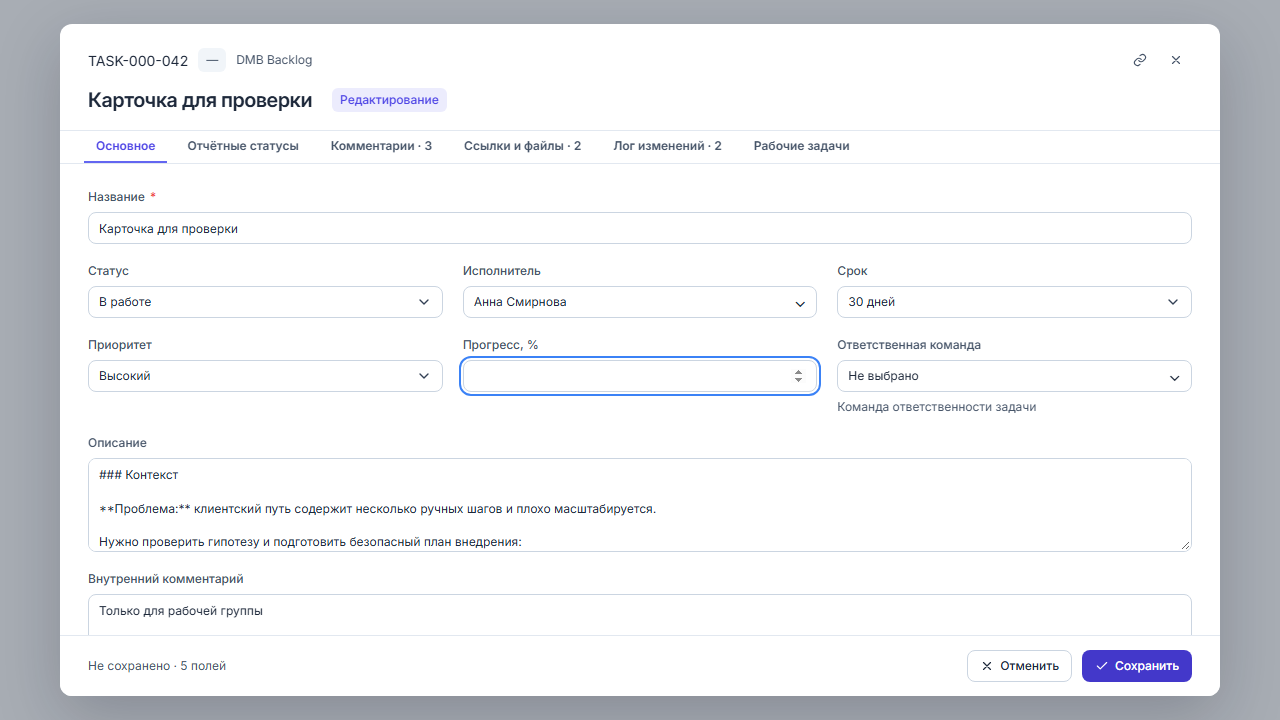 TASK-000-042 — DMB Backlog
Карточка для проверки Редактирование
Основное Отчётные статусы Комментарии · 3 Ссылки и файлы · 2 Лог изменений · 2 Рабочие задачи
Название *
Карточка для проверки
Статус Исполнитель Срок
В работе Анна Смирнова 30 дней
Приоритет Прогресс, % Ответственная команда
Высокий Не выбрано
Команда ответственности задачи
Описание
### Контекст
**Проблема:** клиентский путь содержит несколько ручных шагов и плохо масштабируется.
Нужно проверить гипотезу и подготовить безопасный план внедрения:
Внутренний комментарий
Только для рабочей группы
Не сохранено · 5 полей Отменить Сохранить